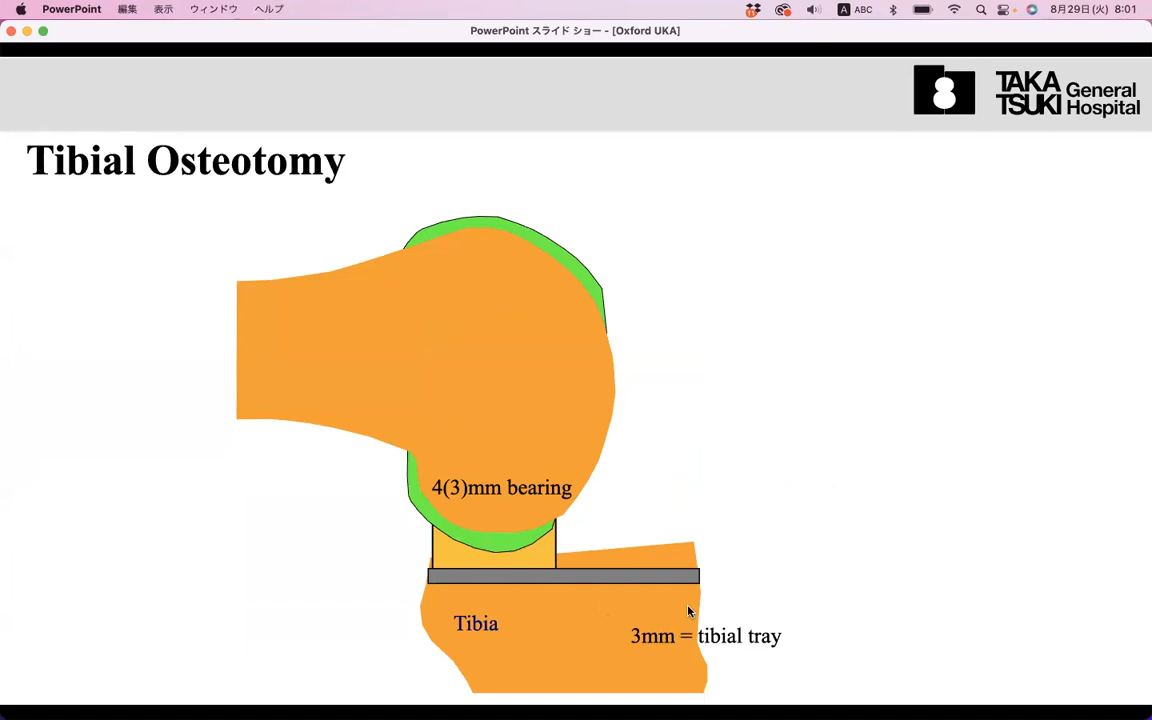 PowerPoint 編集 表示 ウィンドウ ヘルプ A ABC 8月29日(火) 8:01
PowerPoint スライド ショー - [Oxford UKA]
TAKA
TSUKI
General
Hospital
Tibial Osteotomy
4(3)mm bearing
Tibia
3mm = tibial tray